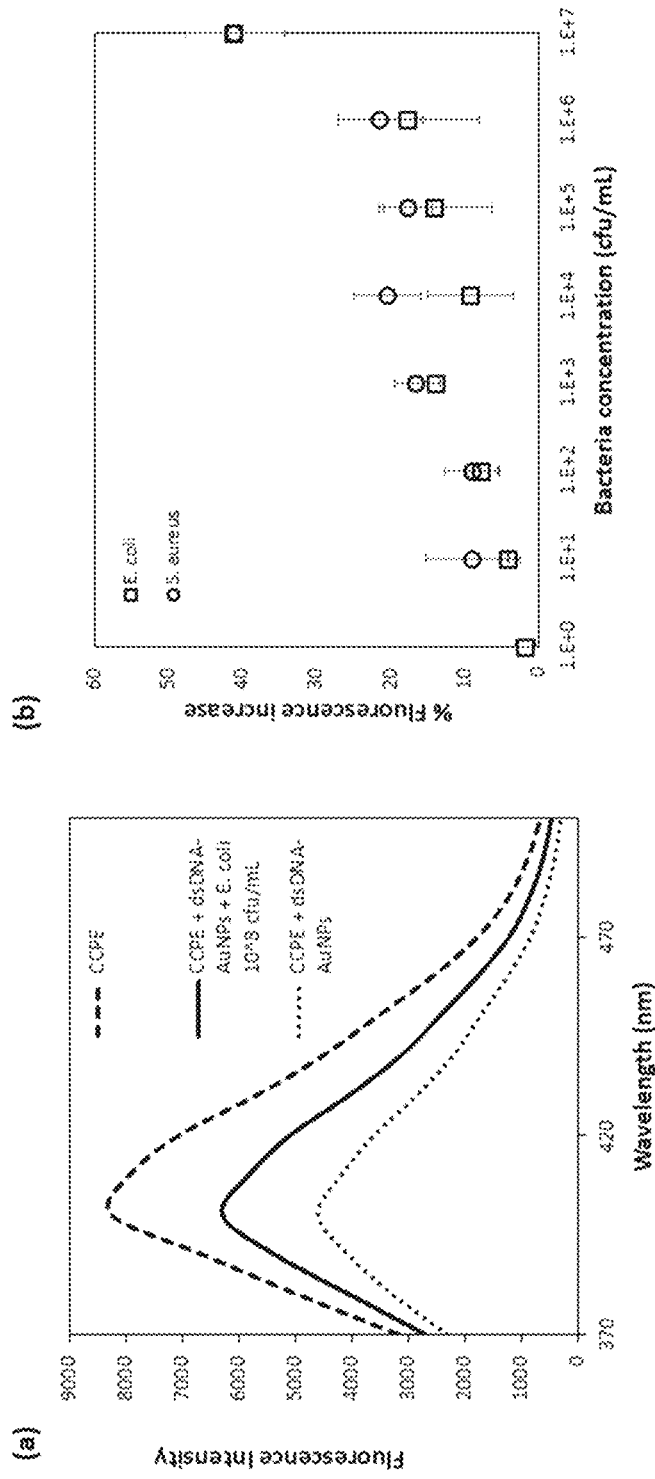 (a)
Fluorescence Intensity
9000
8000
7000
6000
5000
4000
3000
2000
1000
0
370
420
470
Wavelength (nm)
CCPE
CCPE + dsDNA-
AuNPs + E. coli
10^8 cfu/mL
CCPE + dsDNA-
AuNPs
(b)
% Fluorescence increase
60
50
40
30
20
10
0
E. coli
S. aureus
1.E+0
1.E+1
1.E+2
1.E+3
1.E+4
1.E+5
1.E+6
1.E+7
Bacteria concentration (cfu/mL)